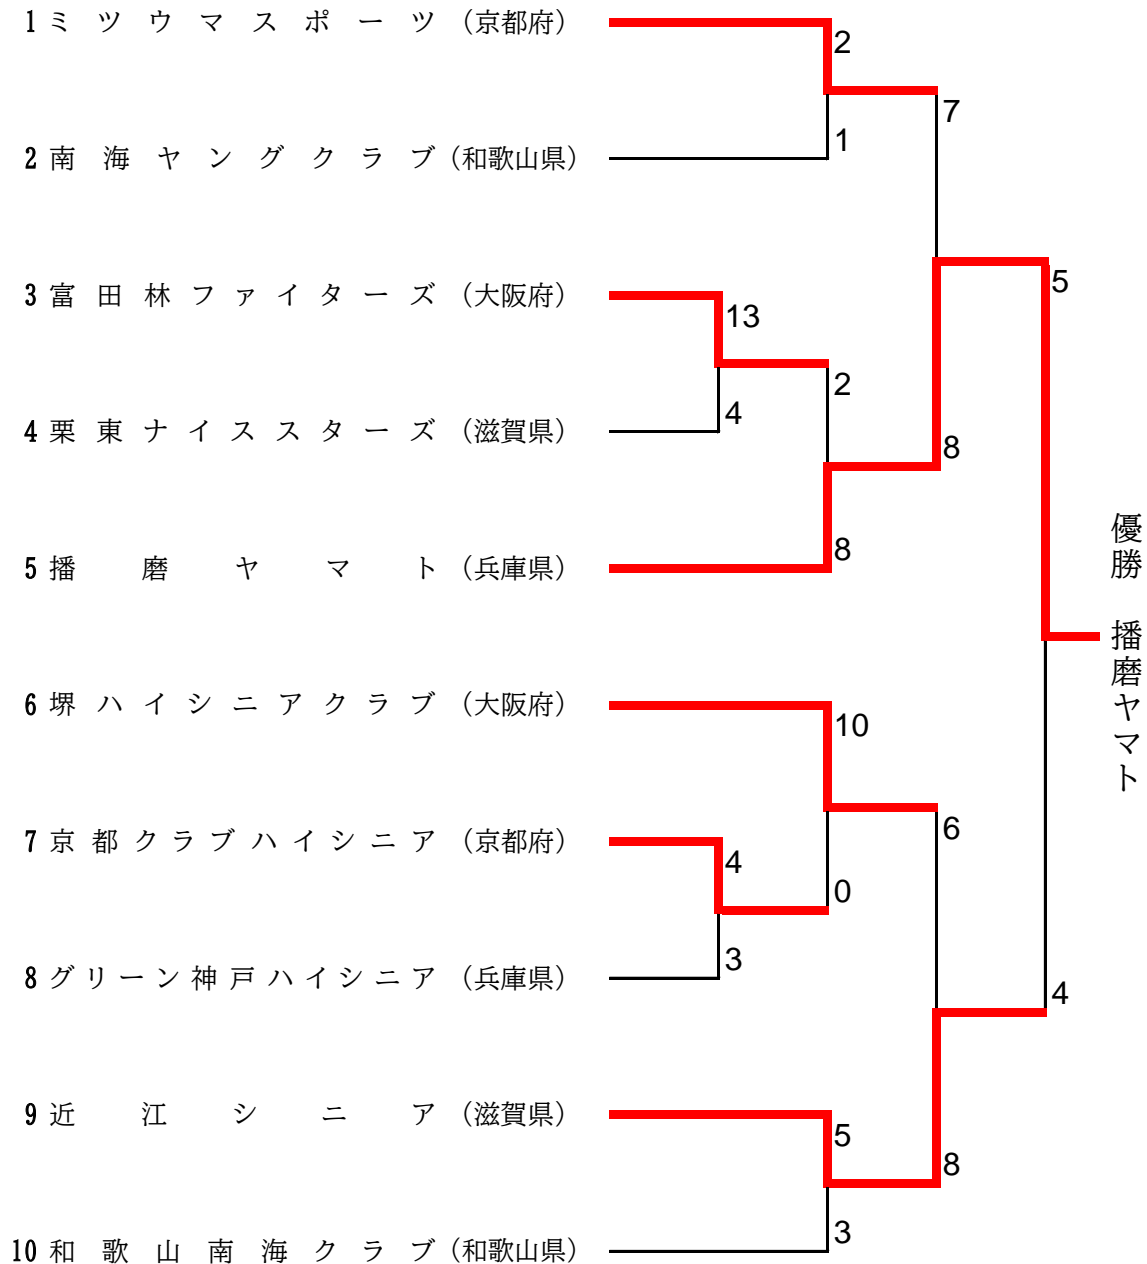 1 ミツウマスポーツ (京都府)
2
7
1
2 南海ヤングクラブ (和歌山県)
3 富田林ファイターズ (大阪府)
5
13
2
4
4 栗東ナイススターズ (滋賀県)
8
8
5 播磨ヤマト (兵庫県)
優勝 播磨ヤマト
6 堺ハイシニアクラブ (大阪府)
10
6
7 京都クラブハイシニア (京都府)
4
0
3
8 グリーン神戸ハイシニア (兵庫県)
4
9 近江シニア (滋賀県)
5
8
3
10 和歌山南海クラブ (和歌山県)